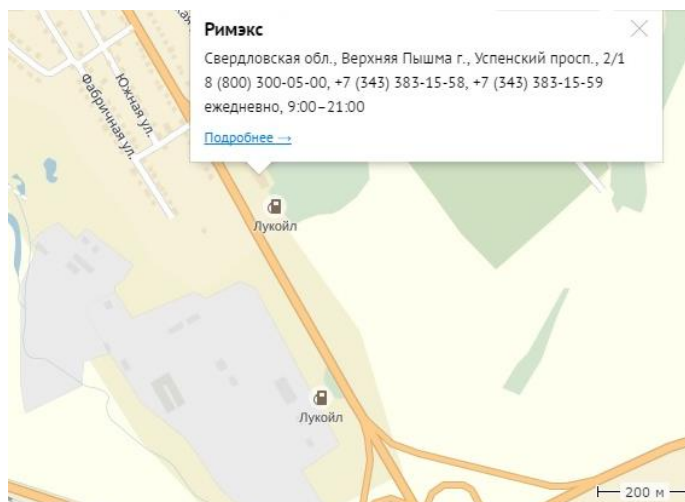 Римэкс
Свердловская обл., Верхняя Пышма г., Успенский просп., 2/1
8 (800) 300-05-00, +7 (343) 383-15-58, +7 (343) 383-15-59
ежедневно, 9:00–21:00
Подробнее →
Южная ул.
Фабричная ул.
Лукойл
Лукойл
200 м